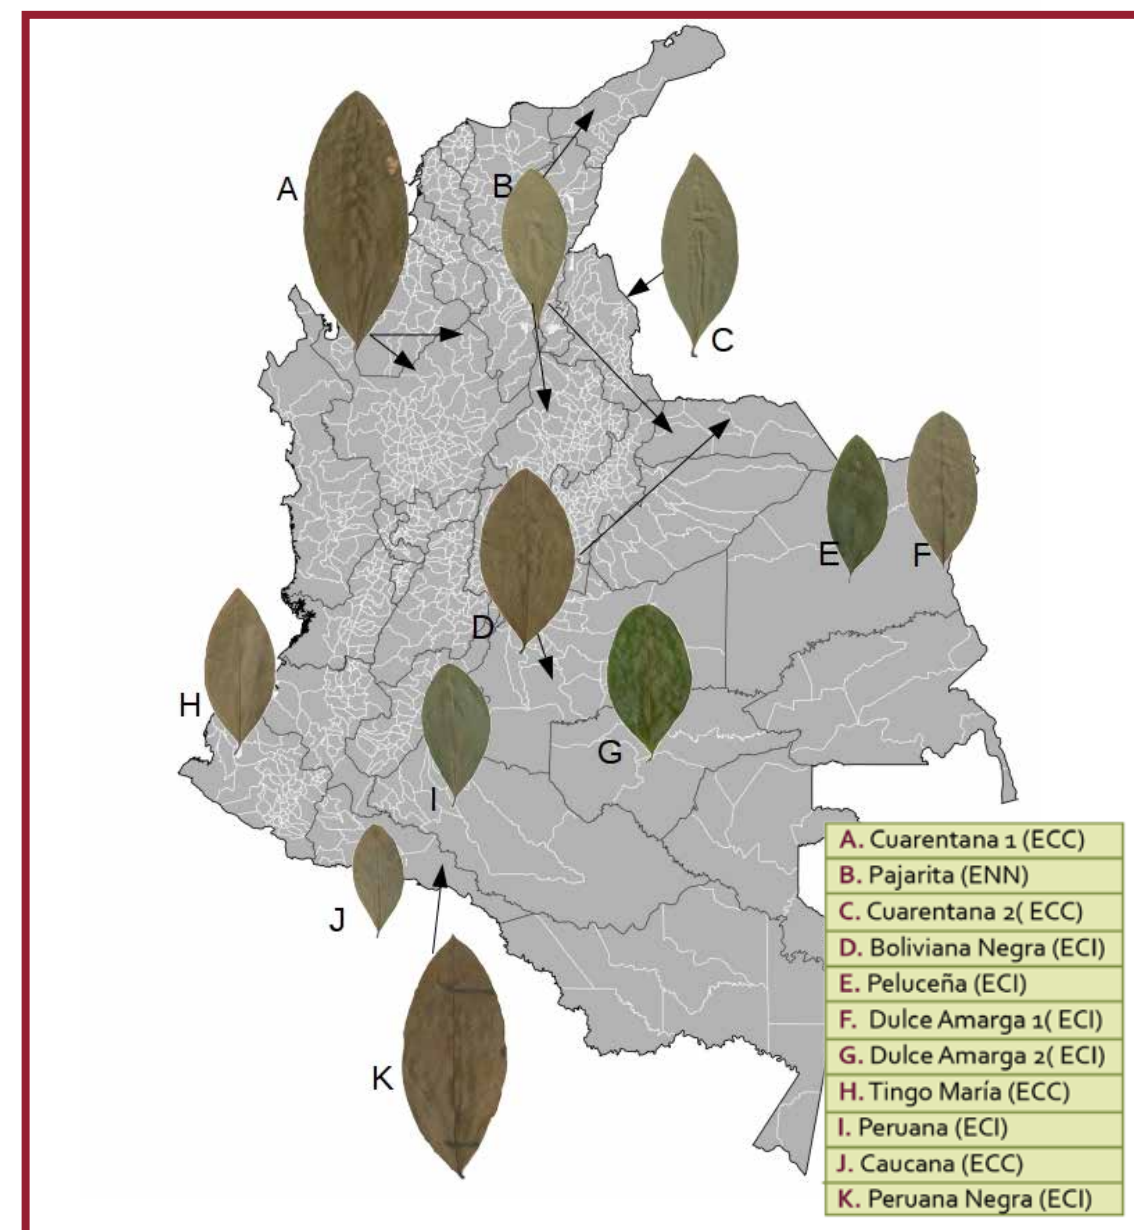 A
B
C
E
F
D
H
G
I
J
K
A. Cuarentana 1 (ECC)
B. Pajarita (ENN)
C. Cuarentana 2( ECC)
D. Boliviana Negra (ECI)
E. Peluceña (ECI)
F. Dulce Amarga 1( ECI)
G. Dulce Amarga 2( ECI)
H. Tingo María (ECC)
I. Peruana (ECI)
J. Caucana (ECC)
K. Peruana Negra (ECI)